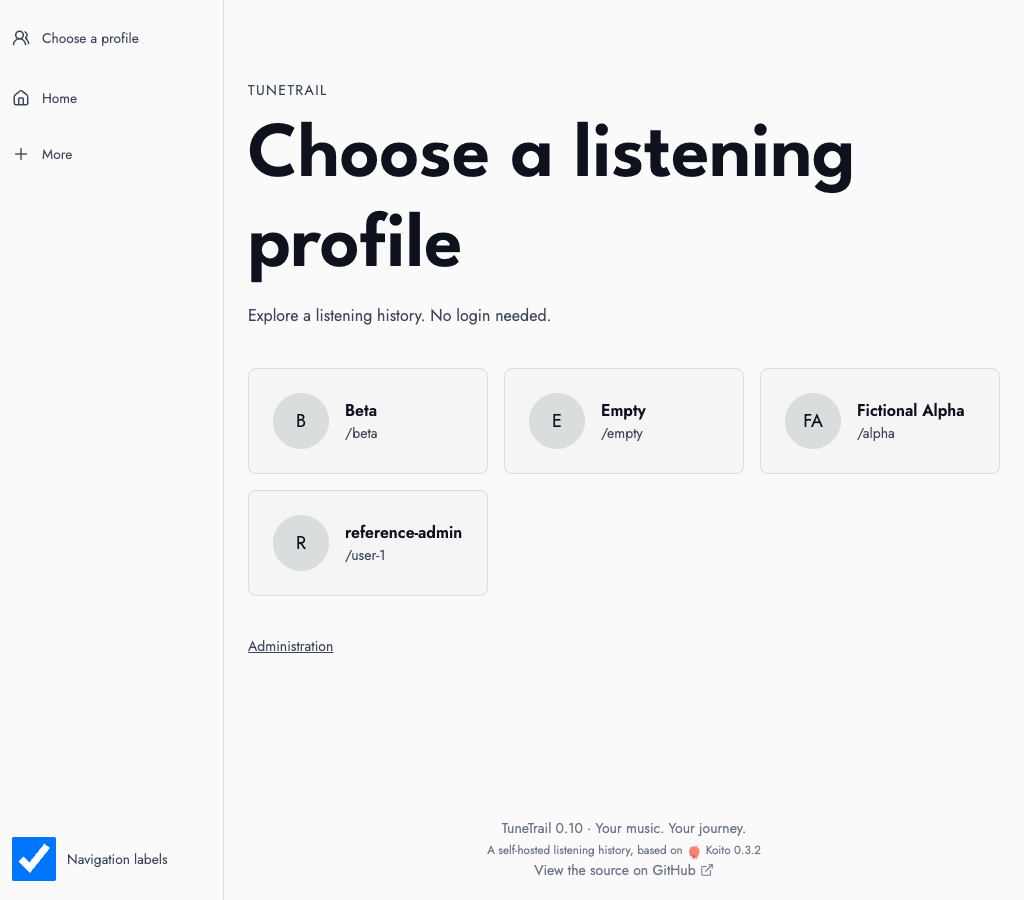 Choose a profile
Home
More
TUNETRAIL
Choose a listening
profile
Explore a listening history. No login needed.
B
Beta
/beta
E
Empty
/empty
FA
Fictional Alpha
/alpha
R
reference-admin
/user-1
Administration
Navigation labels
TuneTrail 0.10 · Your music. Your journey.
A self-hosted listening history, based on Koito 0.3.2
View the source on GitHub